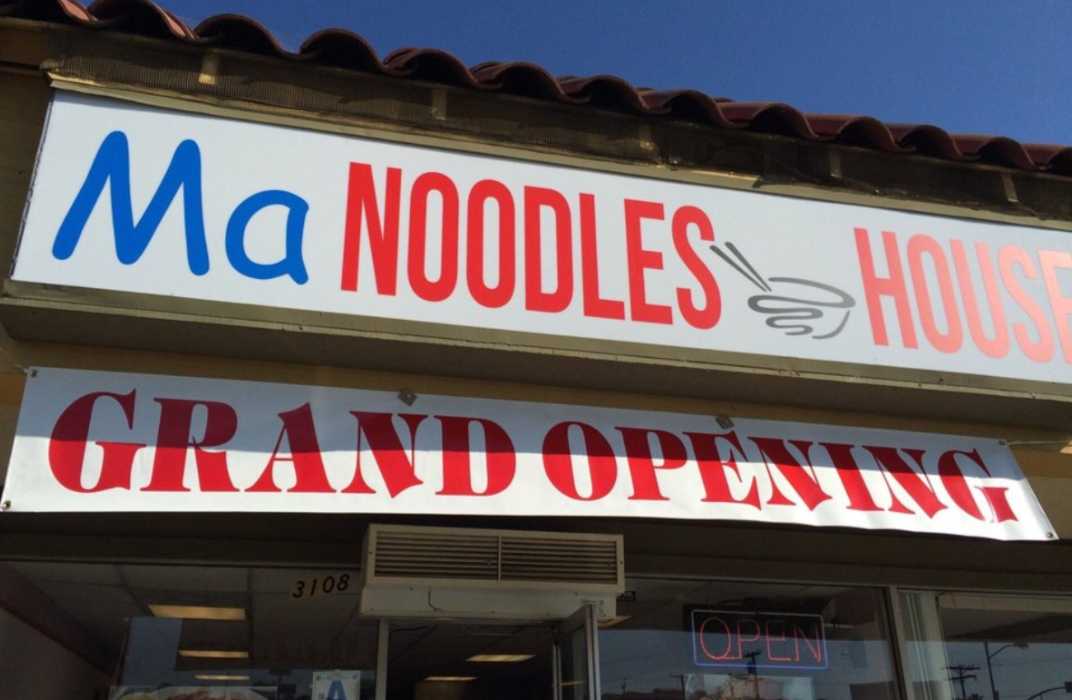 Ma NOODLES HOUSE
GRAND OPENING
3108
OPEN
A